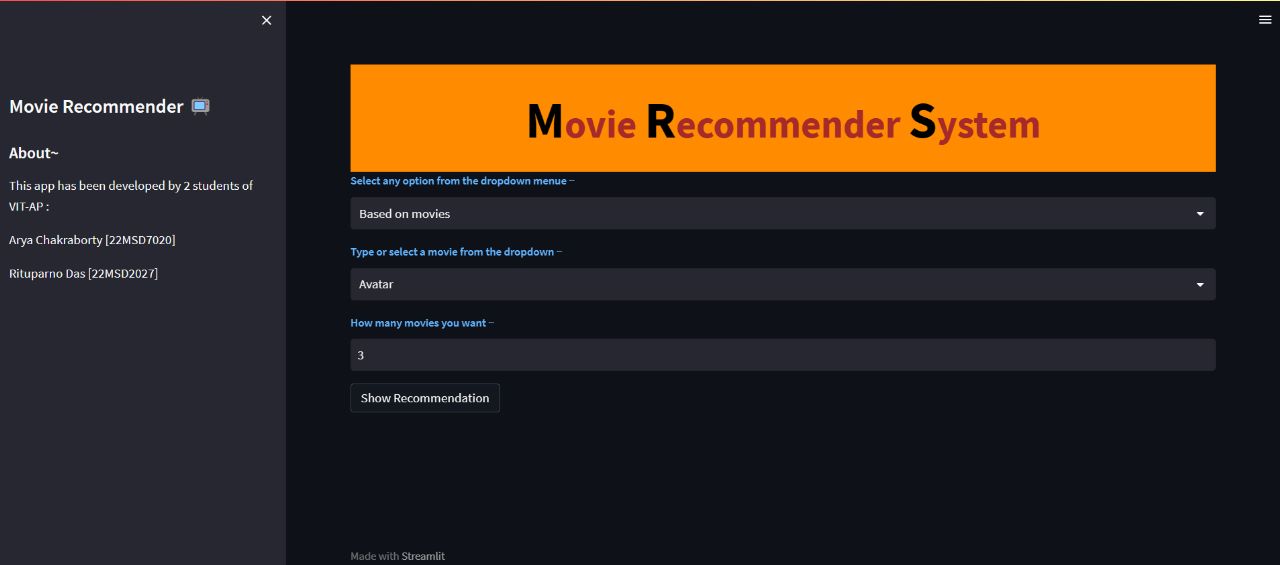 Movie Recommender
About~
This app has been developed by 2 students of
VIT-AP :
Arya Chakraborty [22MSD7020]
Rituparno Das [22MSD2027]
Movie Recommender System
Select any option from the dropdown menue ~
Based on movies
Type or select a movie from the dropdown ~
Avatar
How many movies you want ~
3
Show Recommendation
Made with Streamlit